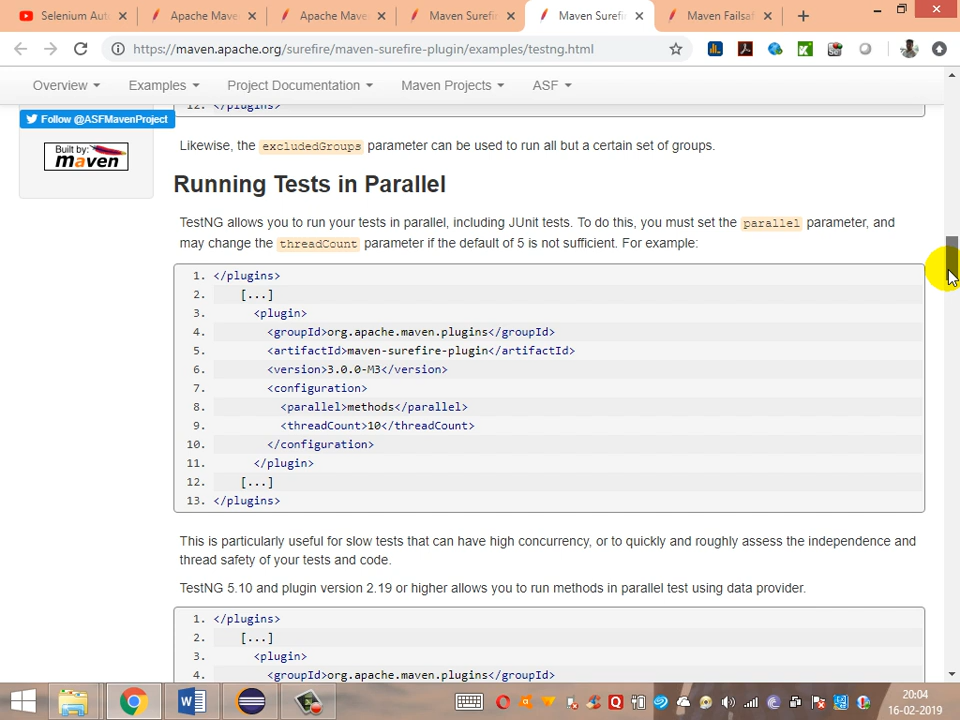 Selenium Aut
Apache Mav
Apache Mav
Maven Surefi
Maven Surefi
Maven Failsaf
https://maven.apache.org/surefire/maven-surefire-plugin/examples/testng.html
Overview Examples Project Documentation Maven Projects ASF
12. </plugins>
Follow @ASFMavenProject
Built by:
maven
Likewise, the excludedGroups parameter can be used to run all but a certain set of groups.
Running Tests in Parallel
TestNG allows you to run your tests in parallel, including JUnit tests. To do this, you must set the parallel parameter, and
may change the threadCount parameter if the default of 5 is not sufficient. For example:
1. </plugins>
2. [...]
3. <plugin>
4. <groupId>org.apache.maven.plugins</groupId>
5. <artifactId>maven-surefire-plugin</artifactId>
6. <version>3.0.0-M3</version>
7. <configuration>
8. <parallel>methods</parallel>
9. <threadCount>10</threadCount>
10. </configuration>
11. </plugin>
12. [...]
13. </plugins>
This is particularly useful for slow tests that can have high concurrency, or to quickly and roughly assess the independence and
thread safety of your tests and code.
TestNG 5.10 and plugin version 2.19 or higher allows you to run methods in parallel test using data provider.
1. </plugins>
2. [...]
3. <plugin>
4. <groupId>org.apache.maven.plugins</groupId>
20:04
16-02-2019